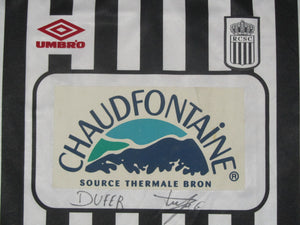 UMBRO
RCSC
CHAUDFONTAINE®
SOURCE THERMALE BRON
DUFER